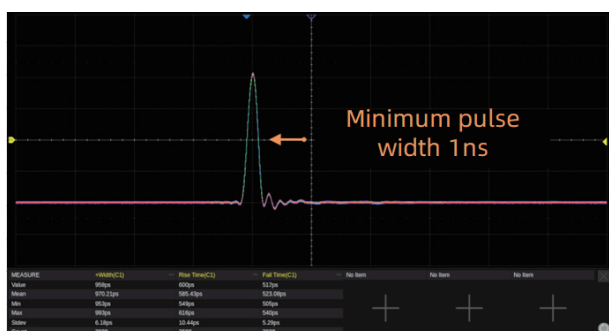 Minimum pulse
width 1ns
MEASURE +Width(C1) Rise Time(C1) Fall Time(C1) No Item No Item No Item
Value 958ps 600ps 517ps
Mean 970.21ps 585.43ps 523.08ps
Min 953ps 549ps 505ps
Max 993ps 616ps 540ps
Stdev 6.18ps 10.44ps 5.29ps